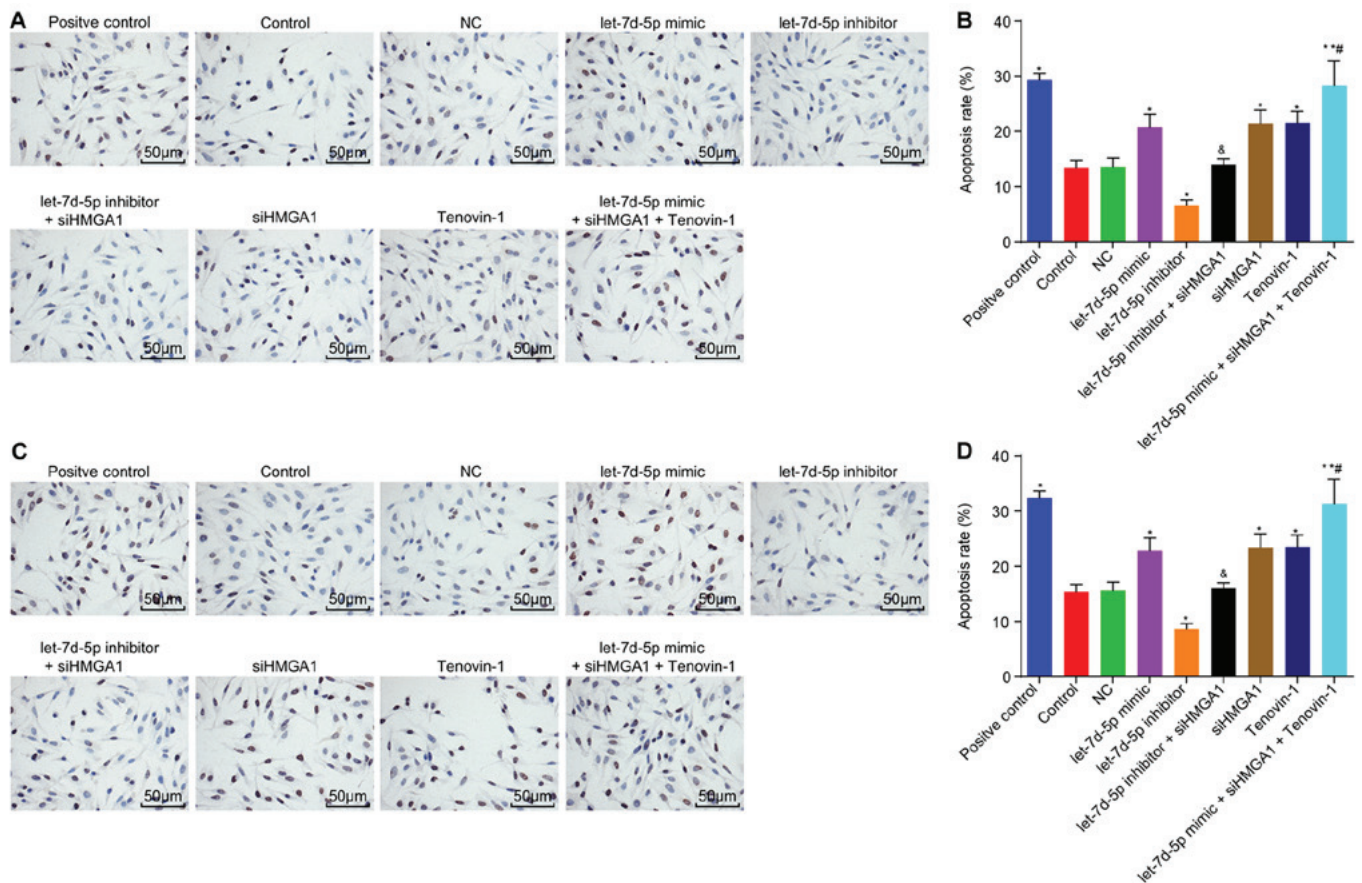 A
Positve control
Control
NC
let-7d-5p mimic
let-7d-5p inhibitor
50μm
50μm
50μm
50μm
50μm
let-7d-5p inhibitor
+ siHMGA1
siHMGA1
Tenovin-1
let-7d-5p mimic
+ siHMGA1 + Tenovin-1
50μm
50μm
50μm
50μm
B
Apoptosis rate (%)
40
30
20
10
0
*
*
*
&
*
*
**#
Positive control
Control
NC
let-7d-5p mimic
let-7d-5p inhibitor
let-7d-5p inhibitor + siHMGA1
siHMGA1
Tenovin-1
let-7d-5p mimic + siHMGA1 + Tenovin-1
C
Positve control
Control
NC
let-7d-5p mimic
let-7d-5p inhibitor
50μm
50μm
50μm
50μm
50μm
let-7d-5p inhibitor
+ siHMGA1
siHMGA1
Tenovin-1
let-7d-5p mimic
+ siHMGA1 + Tenovin-1
50μm
50μm
50μm
50μm
D
Apoptosis rate (%)
40
30
20
10
0
*
*
*
&
*
*
**#
Positive control
Control
NC
let-7d-5p mimic
let-7d-5p inhibitor
let-7d-5p inhibitor + siHMGA1
siHMGA1
Tenovin-1
let-7d-5p mimic + siHMGA1 + Tenovin-1